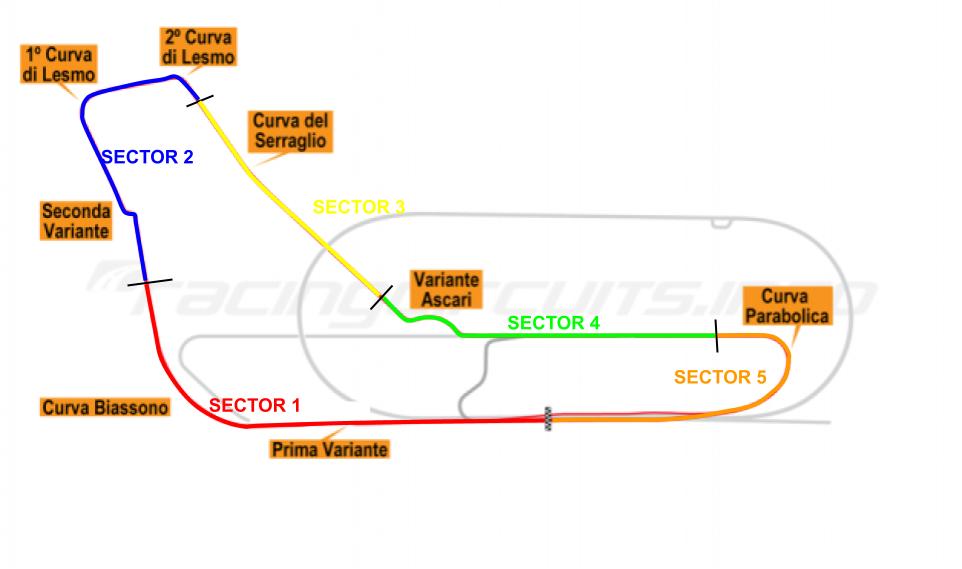 2º Curva
di Lesmo
1º Curva
di Lesmo
Curva del
Serraglio
SECTOR 2
SECTOR 3
Seconda
Variante
Variante
Ascari
racingcircuits.info
Curva
Parabolica
SECTOR 4
SECTOR 5
Curva Biassono
SECTOR 1
Prima Variante